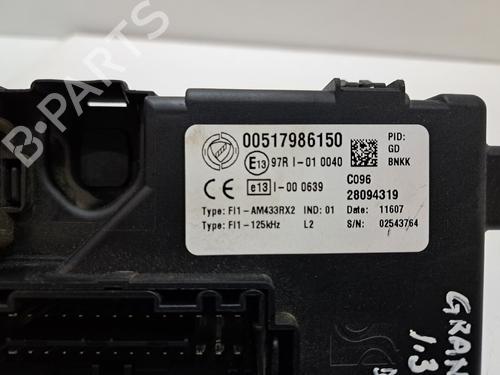 B-PARTS
00517986150
PID:
GD
BNKK
E13 97R I-01 0040
CE e13 I-00 0639
C096
28094319
Type: FI1-AM433RX2 IND: 01 Date: 11607
Type: FI1-125kHz L2 S/N: 02543764
GRAN
1.3